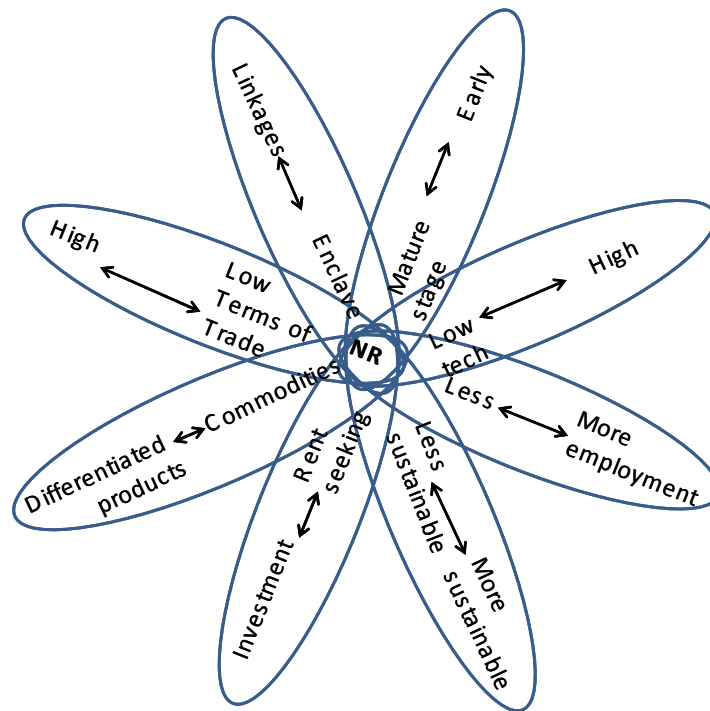 Linkages
Enclave
Early
Mature
stage
High
Low
tech
Less
More
employment
Less
sustainable
More
sustainable
Rent
seeking
Investment
Commodities
Differentiated
products
High
Low
Terms of
Trade
NR